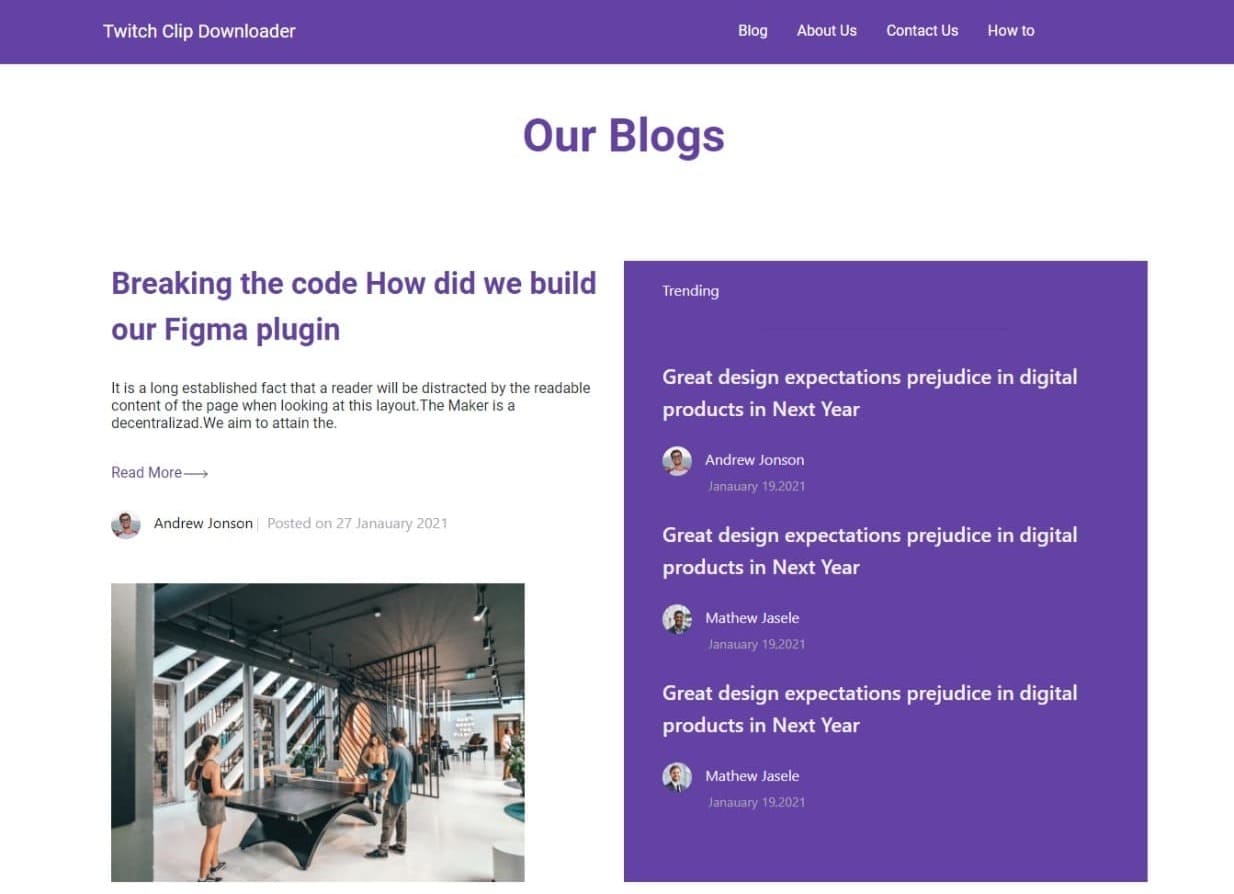 Twitch Clip Downloader
Blog About Us Contact Us How to
Our Blogs
Breaking the code How did we build
our Figma plugin
It is a long established fact that a reader will be distracted by the readable
content of the page when looking at this layout.The Maker is a
decentralizad.We aim to attain the.
Read More
Andrew Jonson | Posted on 27 Janauary 2021
Trending
Great design expectations prejudice in digital
products in Next Year
Andrew Jonson
Janauary 19,2021
Great design expectations prejudice in digital
products in Next Year
Mathew Jasele
Janauary 19,2021
Great design expectations prejudice in digital
products in Next Year
Mathew Jasele
Janauary 19,2021